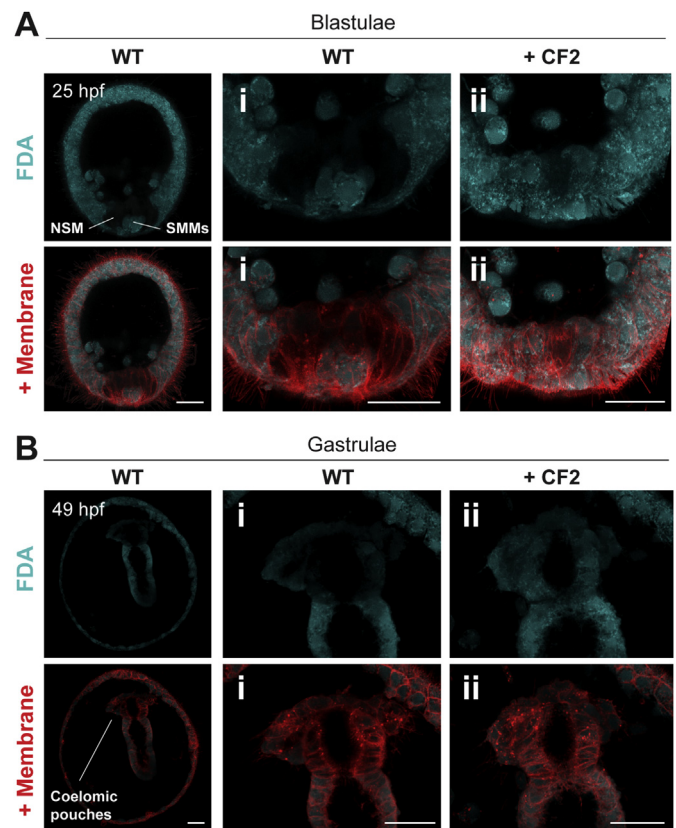 A
Blastulae
WT WT + CF2
FDA
25 hpf
i ii
NSM SMMs
+ Membrane
i ii
B
Gastrulae
WT WT + CF2
FDA
49 hpf
i ii
+ Membrane
i ii
Coelomic
pouches